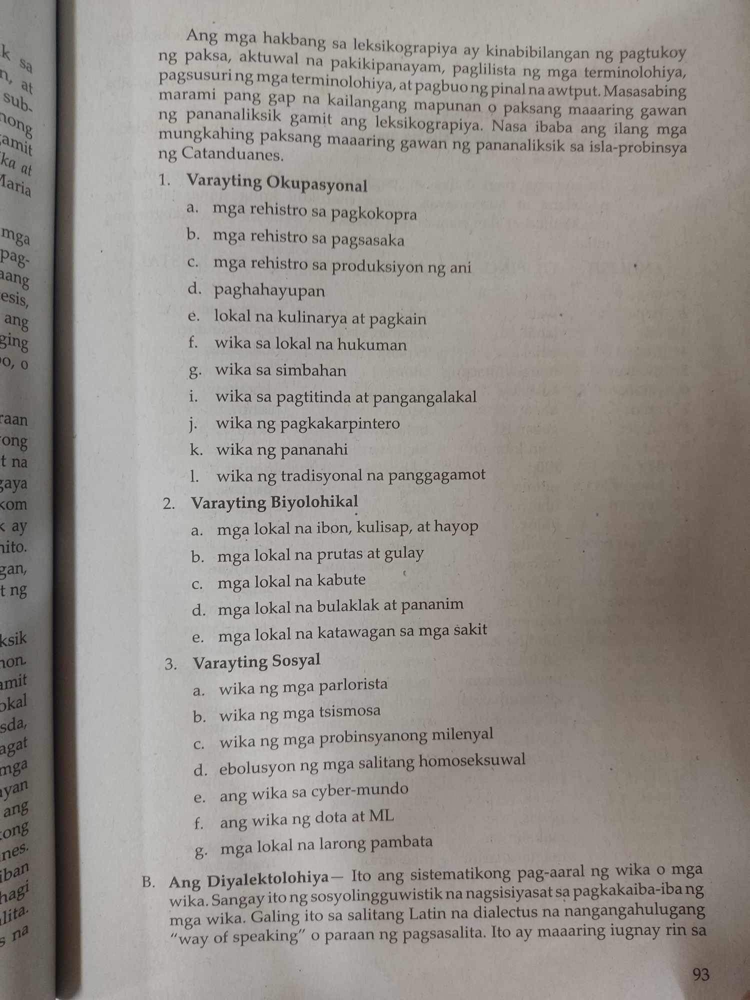 k sa
n, at
sub-
nong
amit
ka at
Maria
mga
pag-
aang
esis,
ang
ging
oo, o
raan
ong
t na
gaya
kom
k ay
nito.
gan,
t ng
ksik
non.
amit
okal
sda,
agat
mga
ayan
ang
tong
nes.
iban
hagi
lita.
s na
Ang mga hakbang sa leksikograpiya ay kinabibilangan ng pagtukoy
ng paksa, aktuwal na pakikipanayam, paglilista ng mga terminolohiya,
pagsusuri ng mga terminolohiya, at pagbuo ng pinal na awtput. Masasabing
marami pang gap na kailangang mapunan o paksang maaaring gawan
ng pananaliksik gamit ang leksikograpiya. Nasa ibaba ang ilang mga
mungkahing paksang maaaring gawan ng pananaliksik sa isla-probinsya
ng Catanduanes.
1. Varayting Okupasyonal
a. mga rehistro sa pagkokopra
b. mga rehistro sa pagsasaka
c. mga rehistro sa produksiyon ng ani
d. paghahayupan
e. lokal na kulinarya at pagkain
f. wika sa lokal na hukuman
g. wika sa simbahan
i. wika sa pagtitinda at pangangalakal
j. wika ng pagkakarpintero
k. wika ng pananahi
l. wika ng tradisyonal na panggagamot
2. Varayting Biyolohikal
a. mga lokal na ibon, kulisap, at hayop
b. mga lokal na prutas at gulay
c. mga lokal na kabute
d. mga lokal na bulaklak at pananim
e. mga lokal na katawagan sa mga sakit
3. Varayting Sosyal
a. wika ng mga parlorista
b. wika ng mga tsismosa
c. wika ng mga probinsyanong milenyal
d. ebolusyon ng mga salitang homoseksuwal
e. ang wika sa cyber-mundo
f. ang wika ng dota at ML
g. mga lokal na larong pambata
B. Ang Diyalektolohiya— Ito ang sistematikong pag-aaral ng wika o mga
wika. Sangay ito ng sosyolingguwistik na nagsisiyasat sa pagkakaiba-iba ng
mga wika. Galing ito sa salitang Latin na dialectus na nangangahulugang
“way of speaking” o paraan ng pagsasalita. Ito ay maaaring iugnay rin sa
93